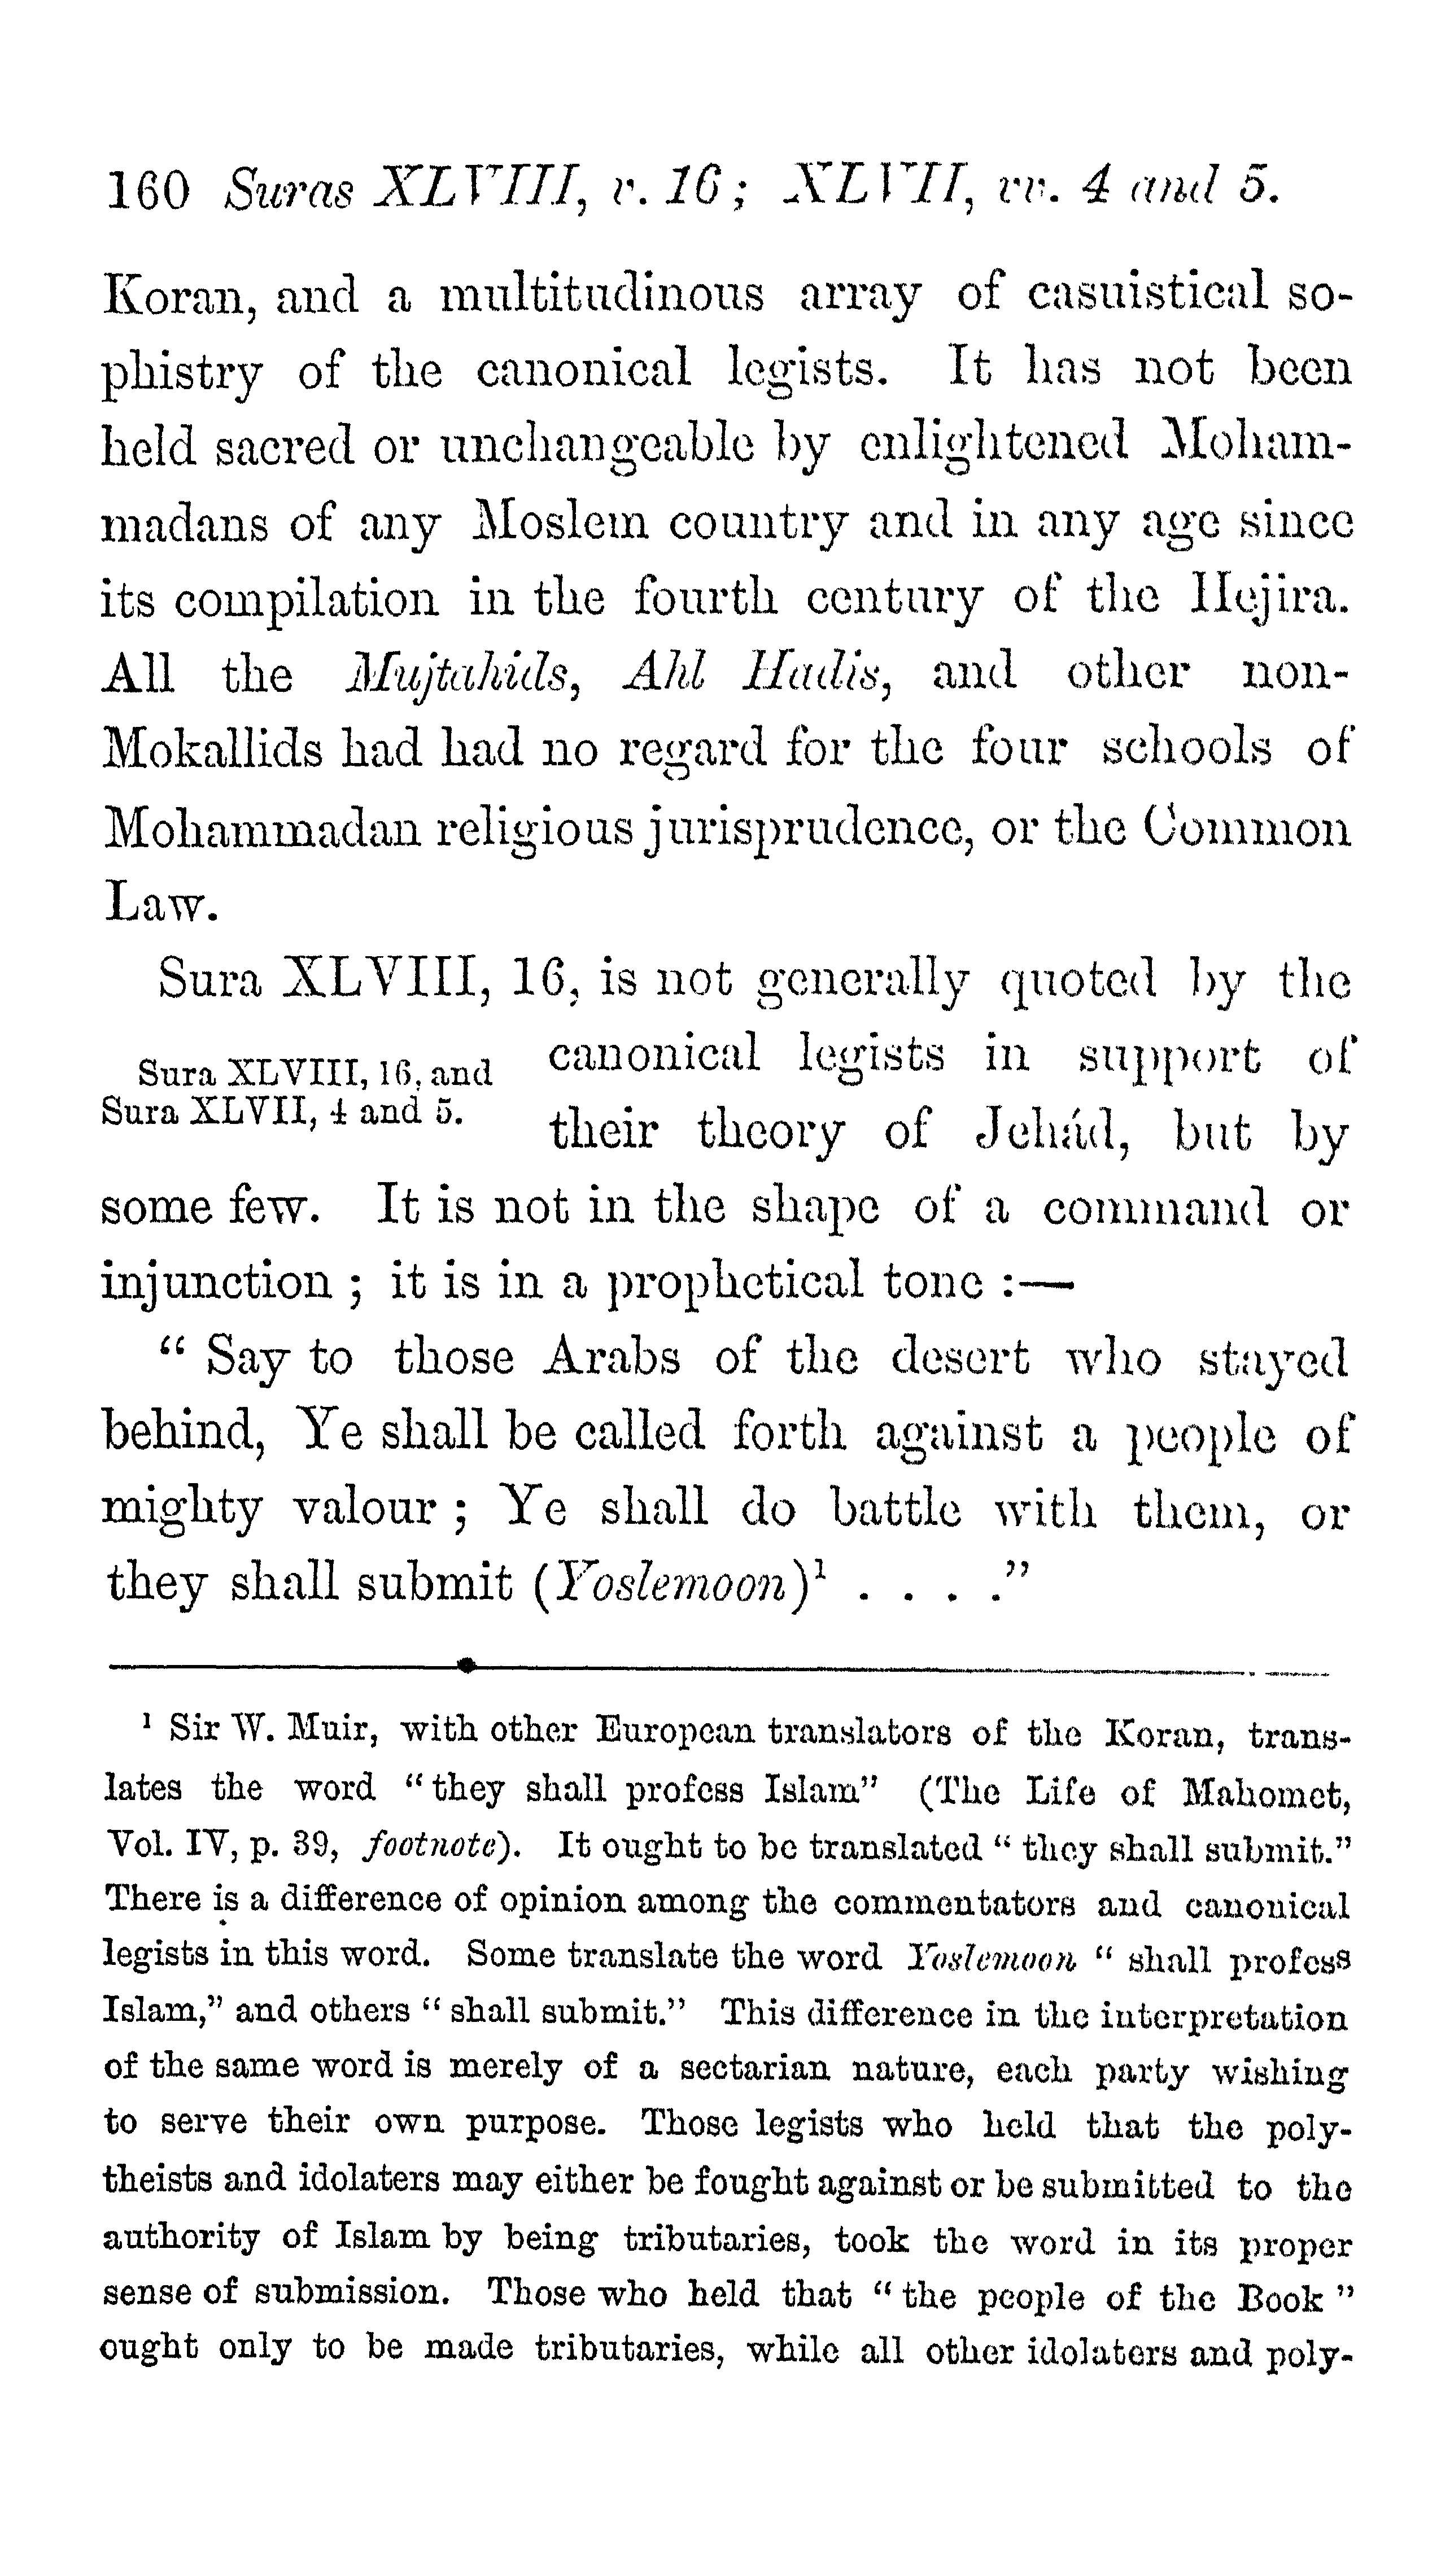 160 Suras XLVIII, v. 16; XLVII, vv. 4 and 5.
Koran, and a multitudinous array of casuistical so-
phistry of the canonical legists. It has not been
held sacred or unchangeable by enlightened Moham-
madans of any Moslem country and in any age since
its compilation in the fourth century of the Hejira.
All the Mujtahids, Ahl Hadis, and other non-
Mokallids had had no regard for the four schools of
Mohammadan religious jurisprudence, or the Common
Law.
Sura XLVIII, 16, is not generally quoted by the
Sura XLVIII, 16, and
Sura XLVII, 4 and 5.
canonical legists in support of
their theory of Jehád, but by
some few. It is not in the shape of a command or
injunction ; it is in a prophetical tone :—
“ Say to those Arabs of the desert who stayed
behind, Ye shall be called forth against a people of
mighty valour ; Ye shall do battle with them, or
they shall submit (Yoslemoon)¹ . . . .”
¹ Sir W. Muir, with other European translators of the Koran, trans-
lates the word “they shall profess Islam” (The Life of Mahomet,
Vol. IV, p. 39, footnote). It ought to be translated “ they shall submit.”
There is a difference of opinion among the commentators and canonical
legists in this word. Some translate the word Yoslemoon “ shall profess
Islam,” and others “ shall submit.” This difference in the interpretation
of the same word is merely of a sectarian nature, each party wishing
to serve their own purpose. Those legists who held that the poly-
theists and idolaters may either be fought against or be submitted to the
authority of Islam by being tributaries, took the word in its proper
sense of submission. Those who held that “ the people of the Book ”
ought only to be made tributaries, while all other idolaters and poly-